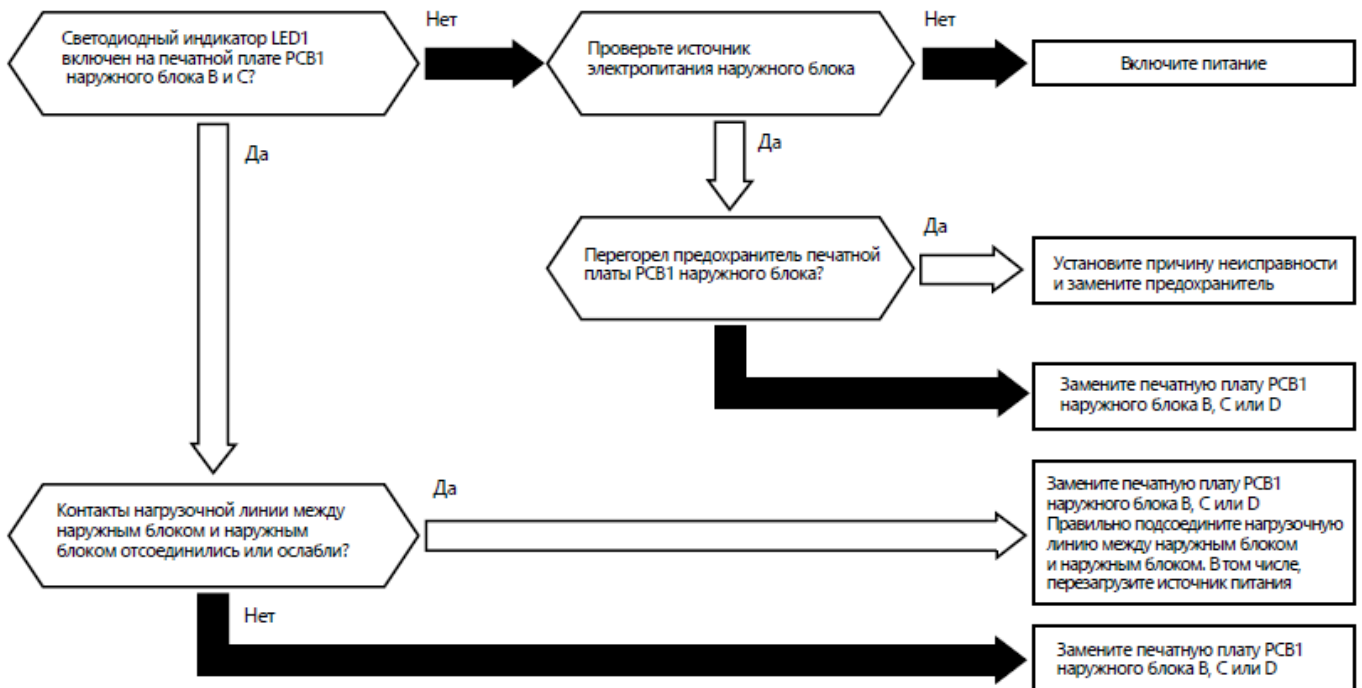 Светодиодный индикатор LED1
включен на печатной плате PCB1
наружного блока B и C?
Нет
Проверьте источник
электропитания наружного блока
Нет
Включите питание
Да
Да
Перегорел предохранитель печатной
платы PCB1 наружного блока?
Да
Установите причину неисправности
и замените предохранитель
Замените печатную плату PCB1
наружного блока B, C или D
Контакты нагрузочной линии между
наружным блоком и наружным
блоком отсоединились или ослабли?
Да
Замените печатную плату PCB1
наружного блока B, C или D
Правильно подсоедините нагрузочную
линию между наружным блоком
и наружным блоком. В том числе,
перезагрузите источник питания
Нет
Замените печатную плату PCB1
наружного блока B, C или D